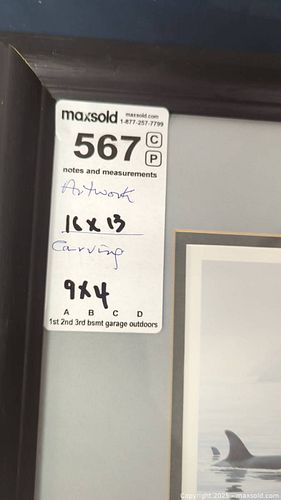 maxsold maxsold.com
1-877-257-7799
567 C
P
notes and measurements
Artwork
16 x 13
Carving
9x4
A B C D
1st 2nd 3rd bsmt garage outdoors
Copyright © 2025 - maxsold.com